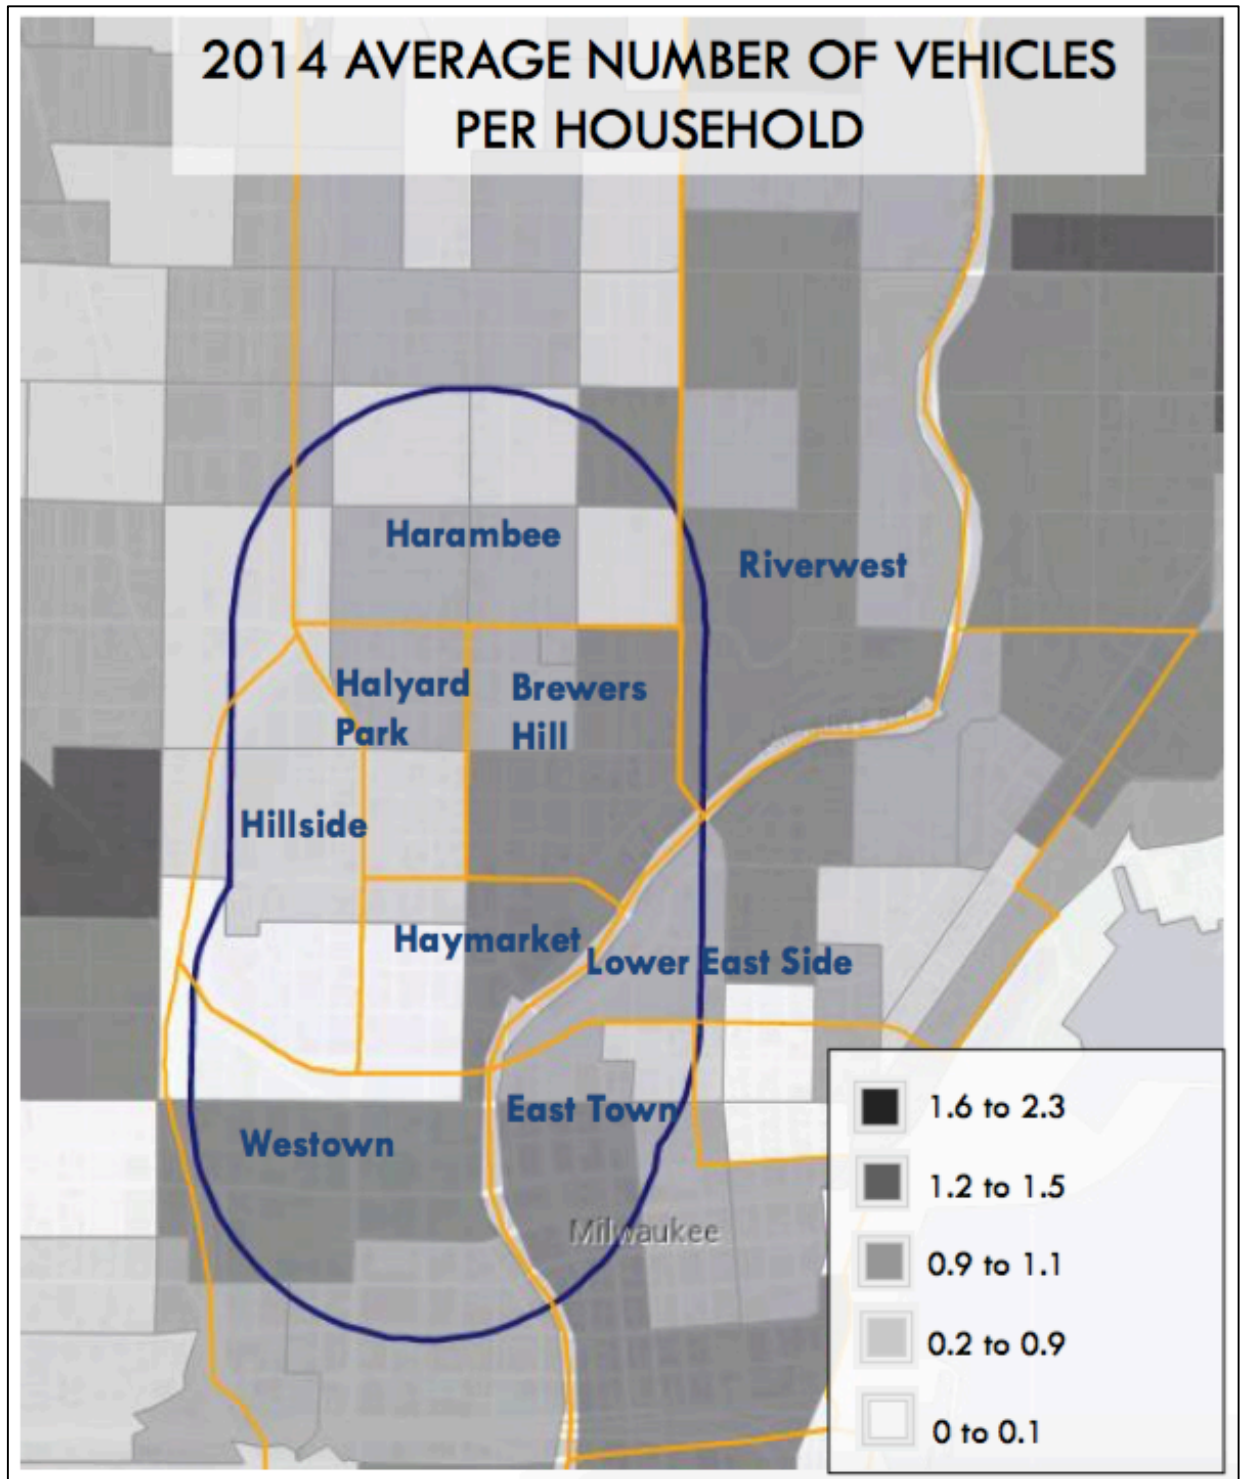 2014 AVERAGE NUMBER OF VEHICLES
PER HOUSEHOLD
Harambee
Riverwest
Halyard
Park
Brewers
Hill
Hillside
Haymarket
Lower East Side
East Town
Westown
Milwaukee
1.6 to 2.3
1.2 to 1.5
0.9 to 1.1
0.2 to 0.9
0 to 0.1